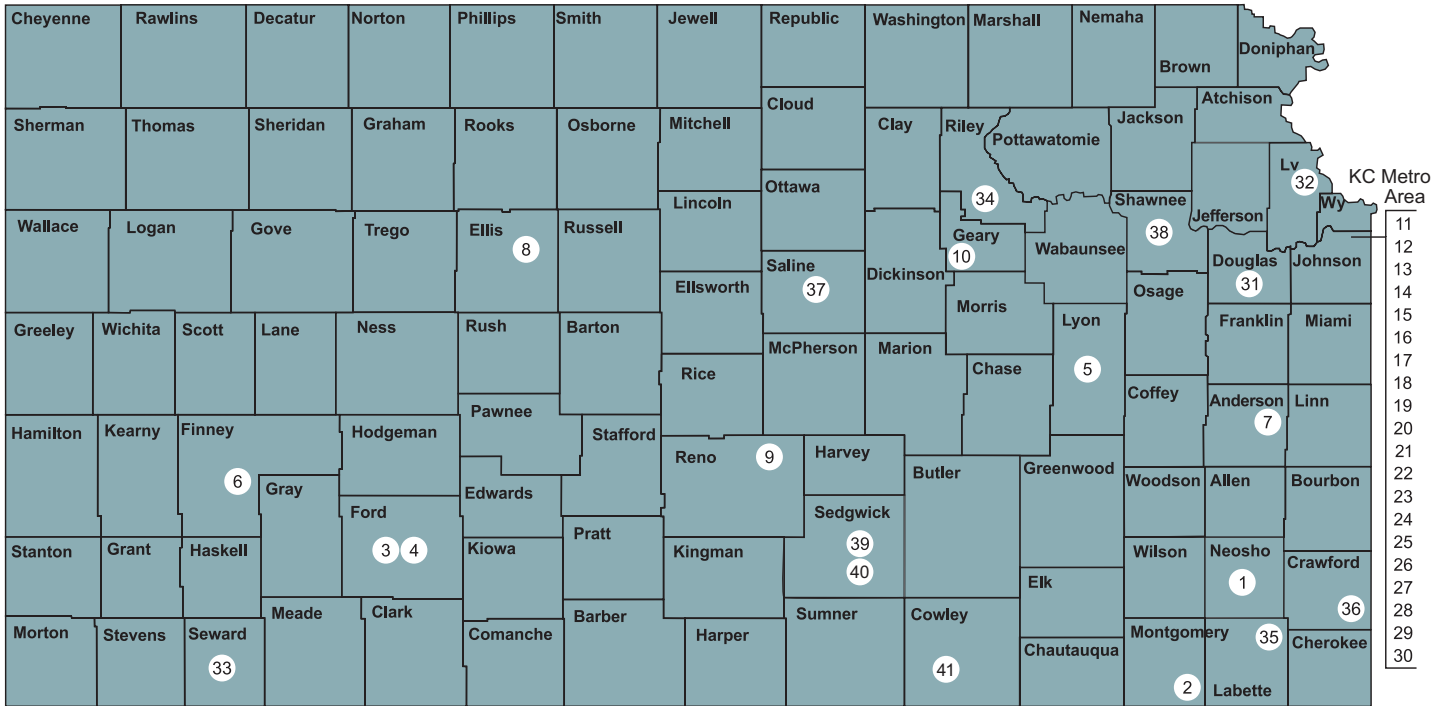 Cheyenne
Rawlins
Decatur
Norton
Phillips
Smith
Jewell
Republic
Washington
Marshall
Nemaha
Brown
Doniphan
Sherman
Thomas
Sheridan
Graham
Rooks
Osborne
Mitchell
Cloud
Clay
Riley
Pottawatomie
Jackson
Atchison
Lv
32
KC Metro
Area
Wallace
Logan
Gove
Trego
Ellis
8
Russell
Lincoln
Ottawa
34
Geary
10
Wabaunsee
Shawnee
38
Jefferson
Wy
Saline
37
Ellsworth
Dickinson
Morris
Osage
Douglas
31
Johnson
Greeley
Wichita
Scott
Lane
Ness
Rush
Barton
Rice
McPherson
Marion
Chase
Lyon
5
Coffey
Franklin
Miami
Anderson
7
Linn
Hamilton
Kearny
Finney
6
Hodgeman
Pawnee
Stafford
Reno
9
Harvey
Butler
Greenwood
Woodson
Allen
Bourbon
Gray
Ford
3
4
Edwards
Pratt
Kingman
Sedgwick
39
40
Stanton
Grant
Haskell
Kiowa
Elk
Wilson
Neosho
1
Crawford
36
Morton
Stevens
Seward
33
Meade
Clark
Comanche
Barber
Harper
Sumner
Cowley
41
Chautauqua
Montgomery
2
35
Labette
Cherokee
11
12
13
14
15
16
17
18
19
20
21
22
23
24
25
26
27
28
29
30